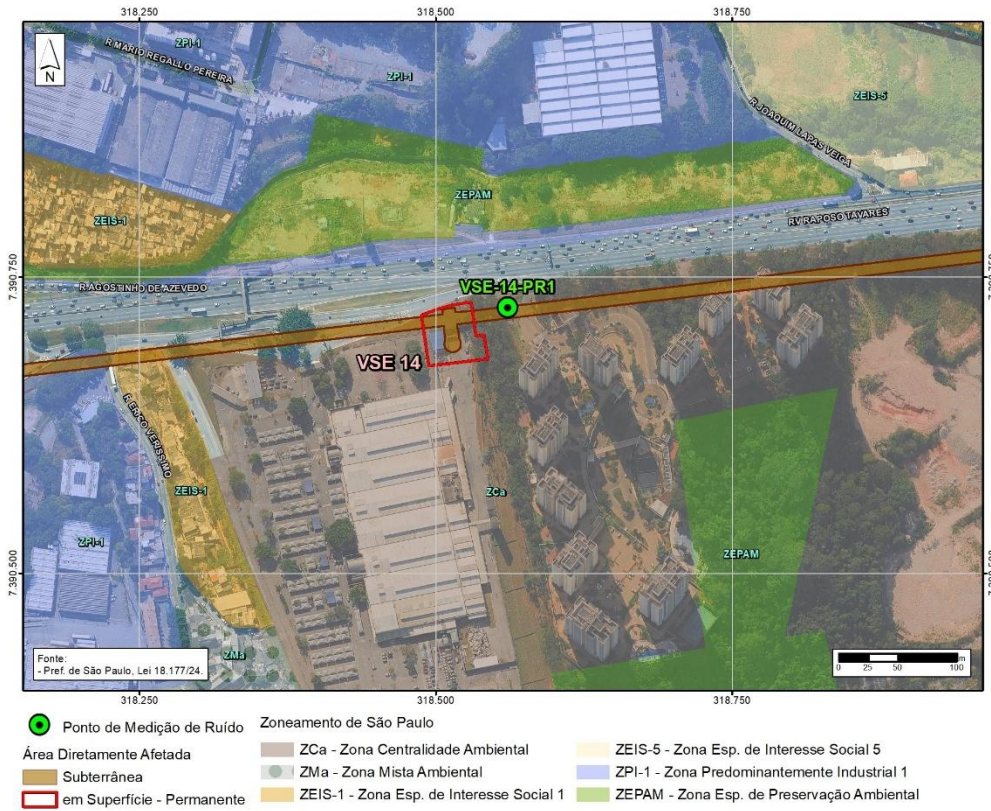 318.250 318.500 318.750
N
R MARIO REGALLO PEREIRA
ZPI-1
ZPI-1
ZEIS-5
R JOAQUIM LAPAS VEIGA
ZEPAM
ZEIS-1
RV RAPOSO TAVARES
7.390.750 7.390.750
R AGOSTINHO DE AZEVEDO
VSE-14-PR1
VSE 14
R ERICO VERISSIMO
ZEIS-1
ZCa
ZPI-1
ZEPAM
7.390.500 7.390.500
ZMa
Fonte:
- Pref. de São Paulo, Lei 18.177/24.
m
0 25 50 100
318.250 318.500 318.750
Ponto de Medição de Ruído
Área Diretamente Afetada
Subterrânea
em Superfície - Permanente
Zoneamento de São Paulo
ZCa - Zona Centralidade Ambiental
ZMa - Zona Mista Ambiental
ZEIS-1 - Zona Esp. de Interesse Social 1
ZEIS-5 - Zona Esp. de Interesse Social 5
ZPI-1 - Zona Predominantemente Industrial 1
ZEPAM - Zona Esp. de Preservação Ambiental